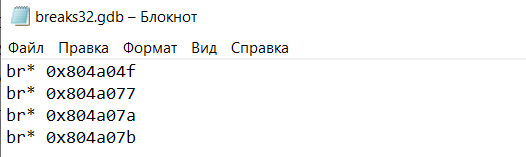 breaks32.gdb – Блокнот
Файл Правка Формат Вид Справка
br* 0x804a04f
br* 0x804a077
br* 0x804a07a
br* 0x804a07b